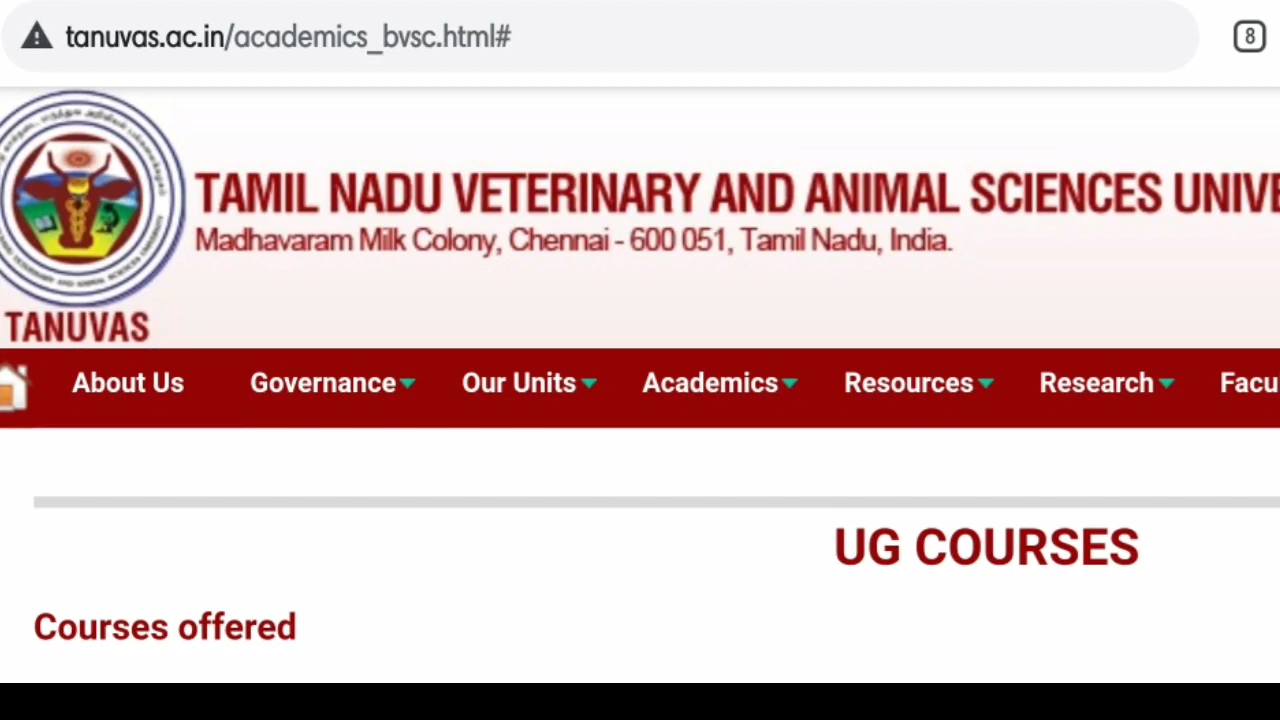 tanuvas.ac.in/academics_bvsc.html#
8
TAMIL NADU VETERINARY AND ANIMAL SCIENCES UNIVE
Madhavaram Milk Colony, Chennai - 600 051, Tamil Nadu, India.
TANUVAS
About Us Governance Our Units Academics Resources Research Facu
UG COURSES
Courses offered